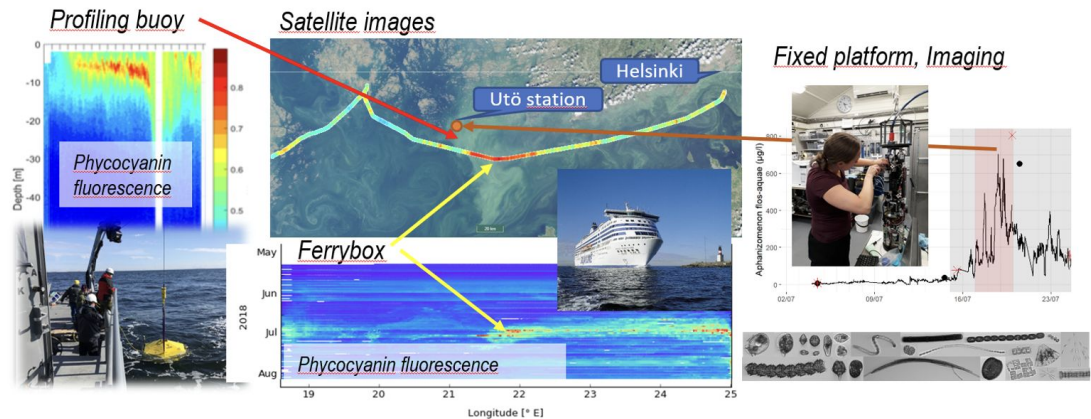 Profiling buoy
Satellite images
Fixed platform, Imaging
Helsinki
Utö station
0
-10
-20
-30
-40
Depth [m]
0.9
0.8
0.7
0.6
0.5
Phycocyanin
fluorescence
Ferrybox
May
Jun
Jul
Aug
2018
Phycocyanin fluorescence
19
20
21
22
23
24
25
Longitude [° E]
Aphanizomenon flos-aquae (µg/l)
800
600
400
200
0
02/07
09/07
16/07
23/07